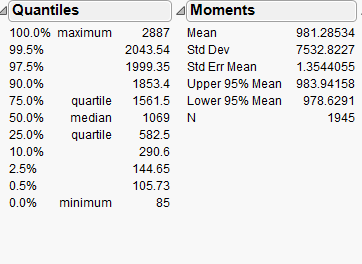 Quantiles
100.0% maximum 2887
99.5% 2043.54
97.5% 1999.35
90.0% 1853.4
75.0% quartile 1561.5
50.0% median 1069
25.0% quartile 582.5
10.0% 290.6
2.5% 144.65
0.5% 105.73
0.0% minimum 85
Moments
Mean 981.28534
Std Dev 7532.8227
Std Err Mean 1.3544055
Upper 95% Mean 983.94158
Lower 95% Mean 978.6291
N 1945